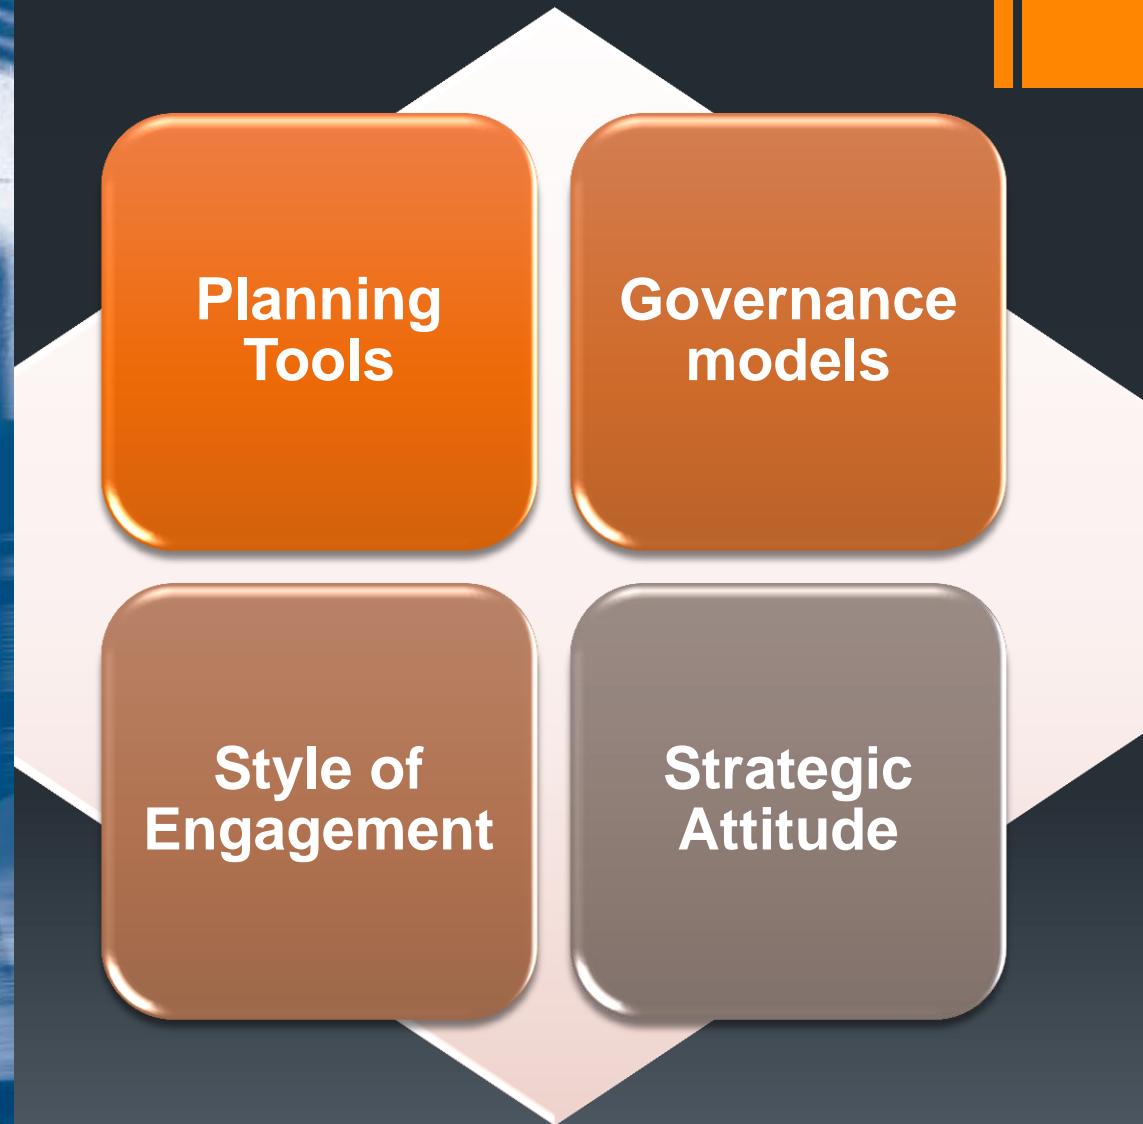 Planning
Tools
Governance
models
Style of
Engagement
Strategic
Attitude